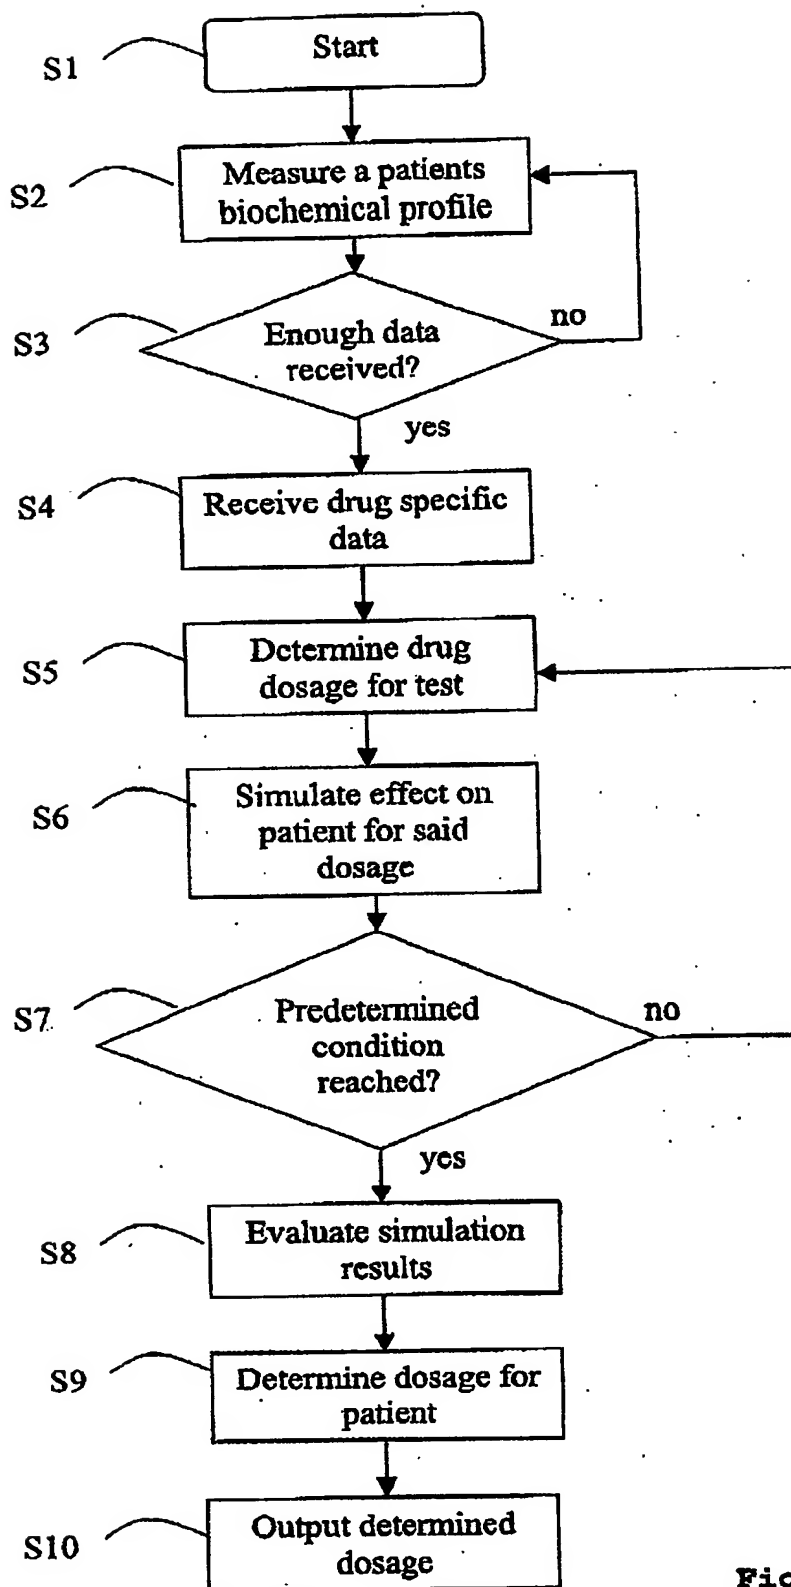 S1
Start
S2
Measure a patients
biochemical profile
S3
Enough data
received?
no
yes
S4
Receive drug specific
data
S5
Determine drug
dosage for test
S6
Simulate effect on
patient for said
dosage
S7
Predetermined
condition
reached?
no
yes
S8
Evaluate simulation
results
S9
Determine dosage for
patient
S10
Output determined
dosage